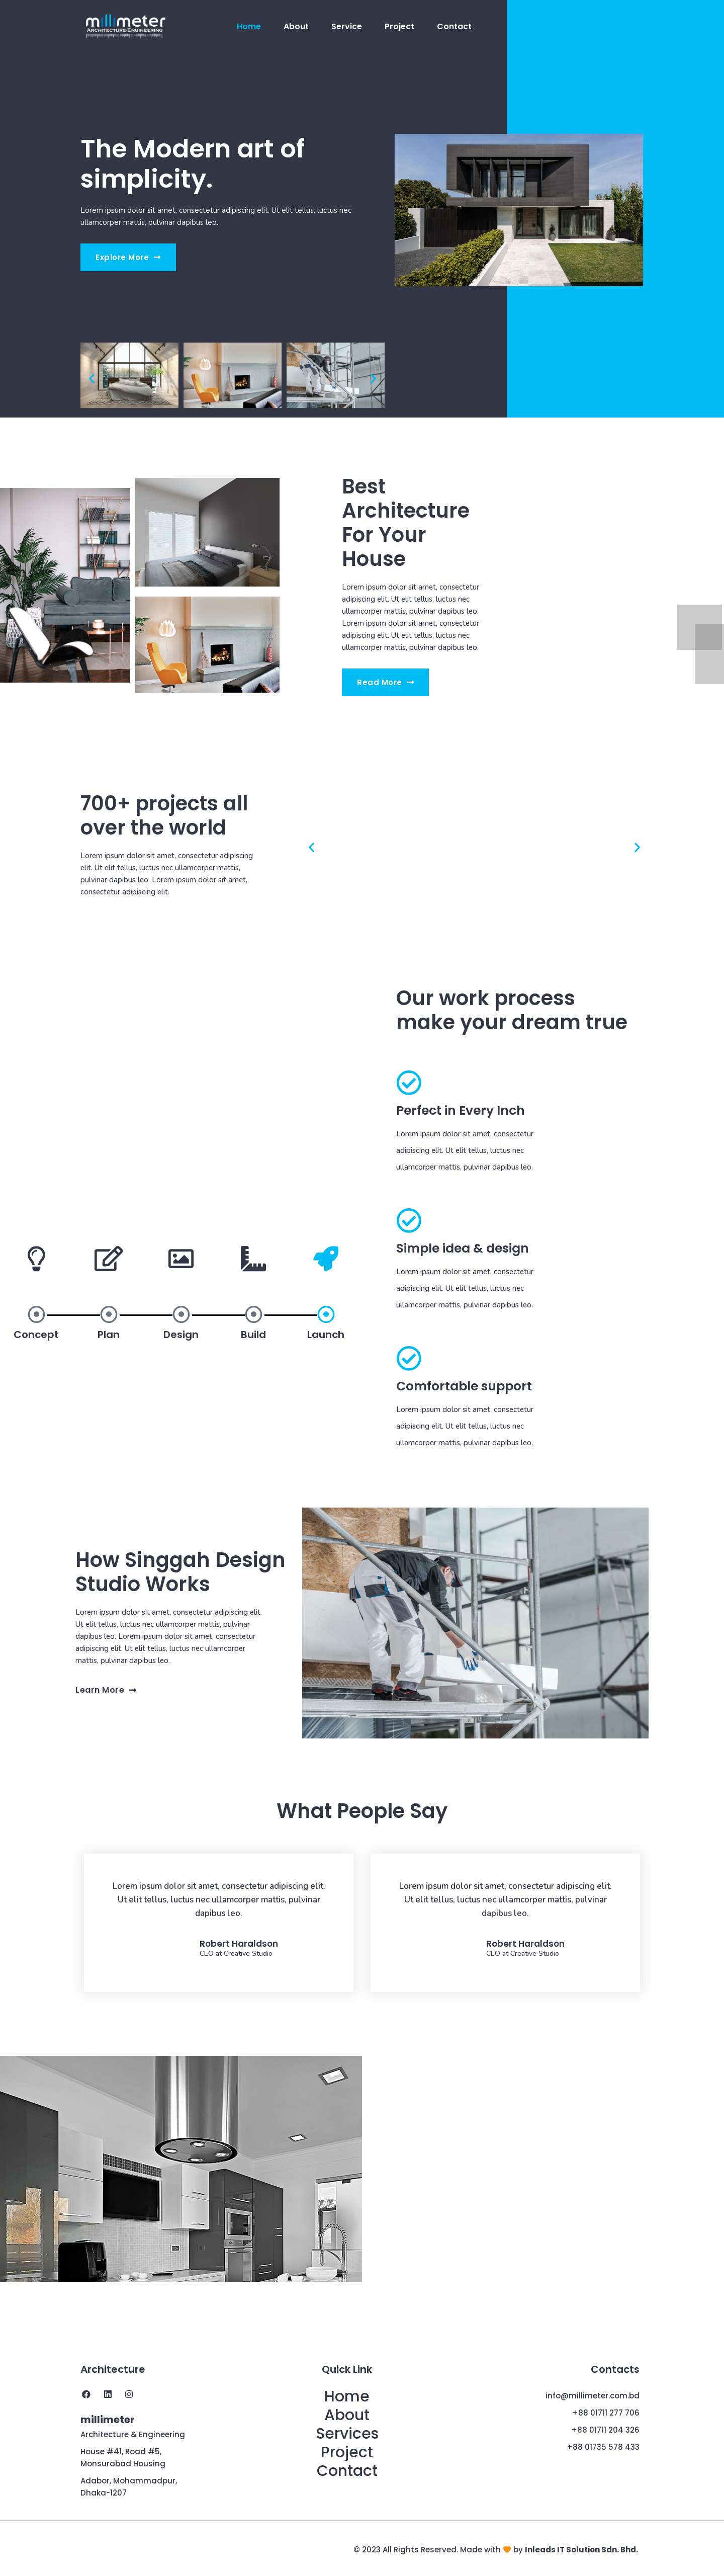 millimeter
ARCHITECTURE & ENGINEERING
Home About Service Project Contact
The Modern art of
simplicity.
Lorem ipsum dolor sit amet, consectetur adipiscing elit. Ut elit tellus, luctus nec
ullamcorper mattis, pulvinar dapibus leo.
Explore More
Best
Architecture
For Your
House
Lorem ipsum dolor sit amet, consectetur
adipiscing elit. Ut elit tellus, luctus nec
ullamcorper mattis, pulvinar dapibus leo.
Lorem ipsum dolor sit amet, consectetur
adipiscing elit. Ut elit tellus, luctus nec
ullamcorper mattis, pulvinar dapibus leo.
Read More
700+ projects all
over the world
Lorem ipsum dolor sit amet, consectetur adipiscing
elit. Ut elit tellus, luctus nec ullamcorper mattis,
pulvinar dapibus leo. Lorem ipsum dolor sit amet,
consectetur adipiscing elit.
Our work process
make your dream true
Perfect in Every Inch
Lorem ipsum dolor sit amet, consectetur
adipiscing elit. Ut elit tellus, luctus nec
ullamcorper mattis, pulvinar dapibus leo.
Simple idea & design
Lorem ipsum dolor sit amet, consectetur
adipiscing elit. Ut elit tellus, luctus nec
ullamcorper mattis, pulvinar dapibus leo.
Concept Plan Design Build Launch
Comfortable support
Lorem ipsum dolor sit amet, consectetur
adipiscing elit. Ut elit tellus, luctus nec
ullamcorper mattis, pulvinar dapibus leo.
How Singgah Design
Studio Works
Lorem ipsum dolor sit amet, consectetur adipiscing elit.
Ut elit tellus, luctus nec ullamcorper mattis, pulvinar
dapibus leo. Lorem ipsum dolor sit amet, consectetur
adipiscing elit. Ut elit tellus, luctus nec ullamcorper
mattis, pulvinar dapibus leo.
Learn More
What People Say
Lorem ipsum dolor sit amet, consectetur adipiscing elit.
Ut elit tellus, luctus nec ullamcorper mattis, pulvinar
dapibus leo.
Robert Haraldson
CEO at Creative Studio
Lorem ipsum dolor sit amet, consectetur adipiscing elit.
Ut elit tellus, luctus nec ullamcorper mattis, pulvinar
dapibus leo.
Robert Haraldson
CEO at Creative Studio
Architecture
millimeter
Architecture & Engineering
House #41, Road #5,
Monsurabad Housing
Adabor, Mohammadpur,
Dhaka-1207
Quick Link
Home
About
Services
Project
Contact
Contacts
info@millimeter.com.bd
+88 01711 277 706
+88 01711 204 326
+88 01735 578 433
© 2023 All Rights Reserved. Made with 🧡 by Inleads IT Solution Sdn. Bhd.